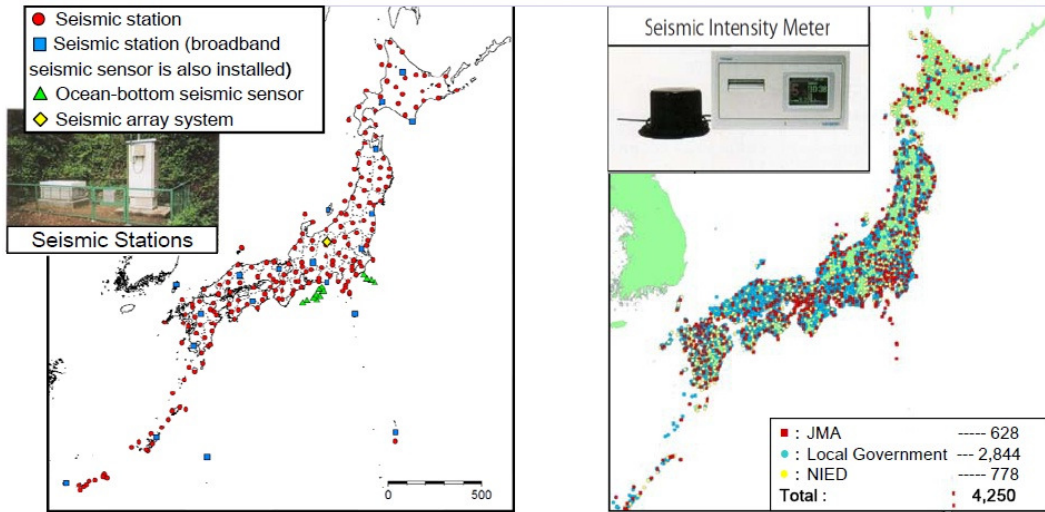 Seismic station
Seismic station (broadband
seismic sensor is also installed)
Ocean-bottom seismic sensor
Seismic array system
Seismic Stations
0 500
Seismic Intensity Meter
: JMA ----- 628
: Local Government --- 2,844
: NIED ----- 778
Total : 4,250